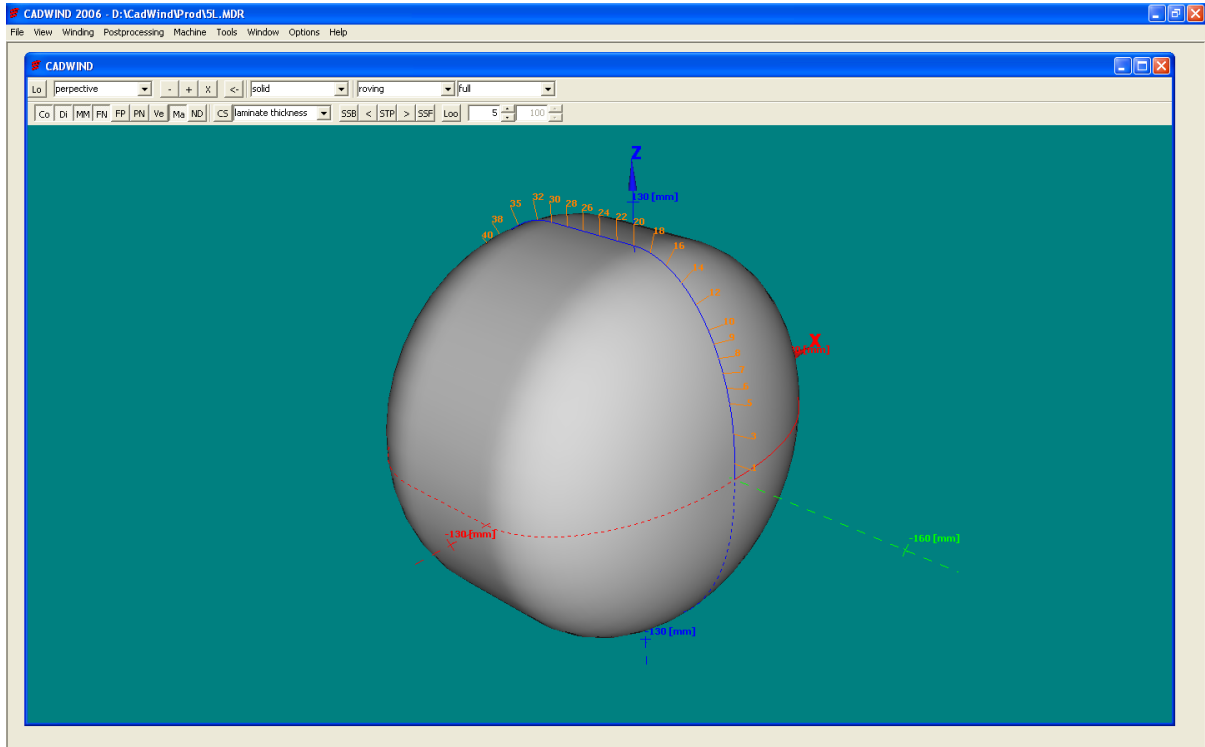 CADWIND 2006 - D:\CadWind\Prod\5L.MDR
File View Winding Postprocessing Machine Tools Window Options Help
CADWIND
Lo perpective - + X <- solid roving full
Co Di MM FN FP PN Ve Ma ND CS laminate thickness SSB < STP > SSF Loo 5 100
Z
130 [mm]
40 38 35 32 30 28 26 24 22 20 18 16
X
3
-130 [mm]
-160 [mm]
-130 [mm]